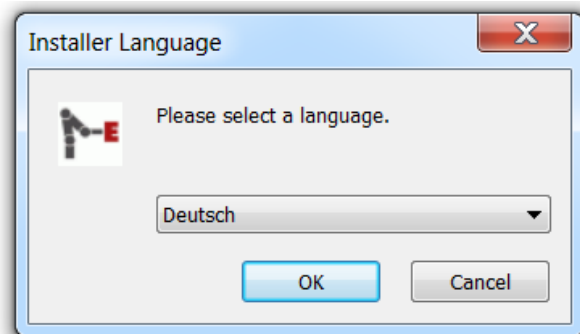 Installer Language
Please select a language.
E
Deutsch
OK
Cancel